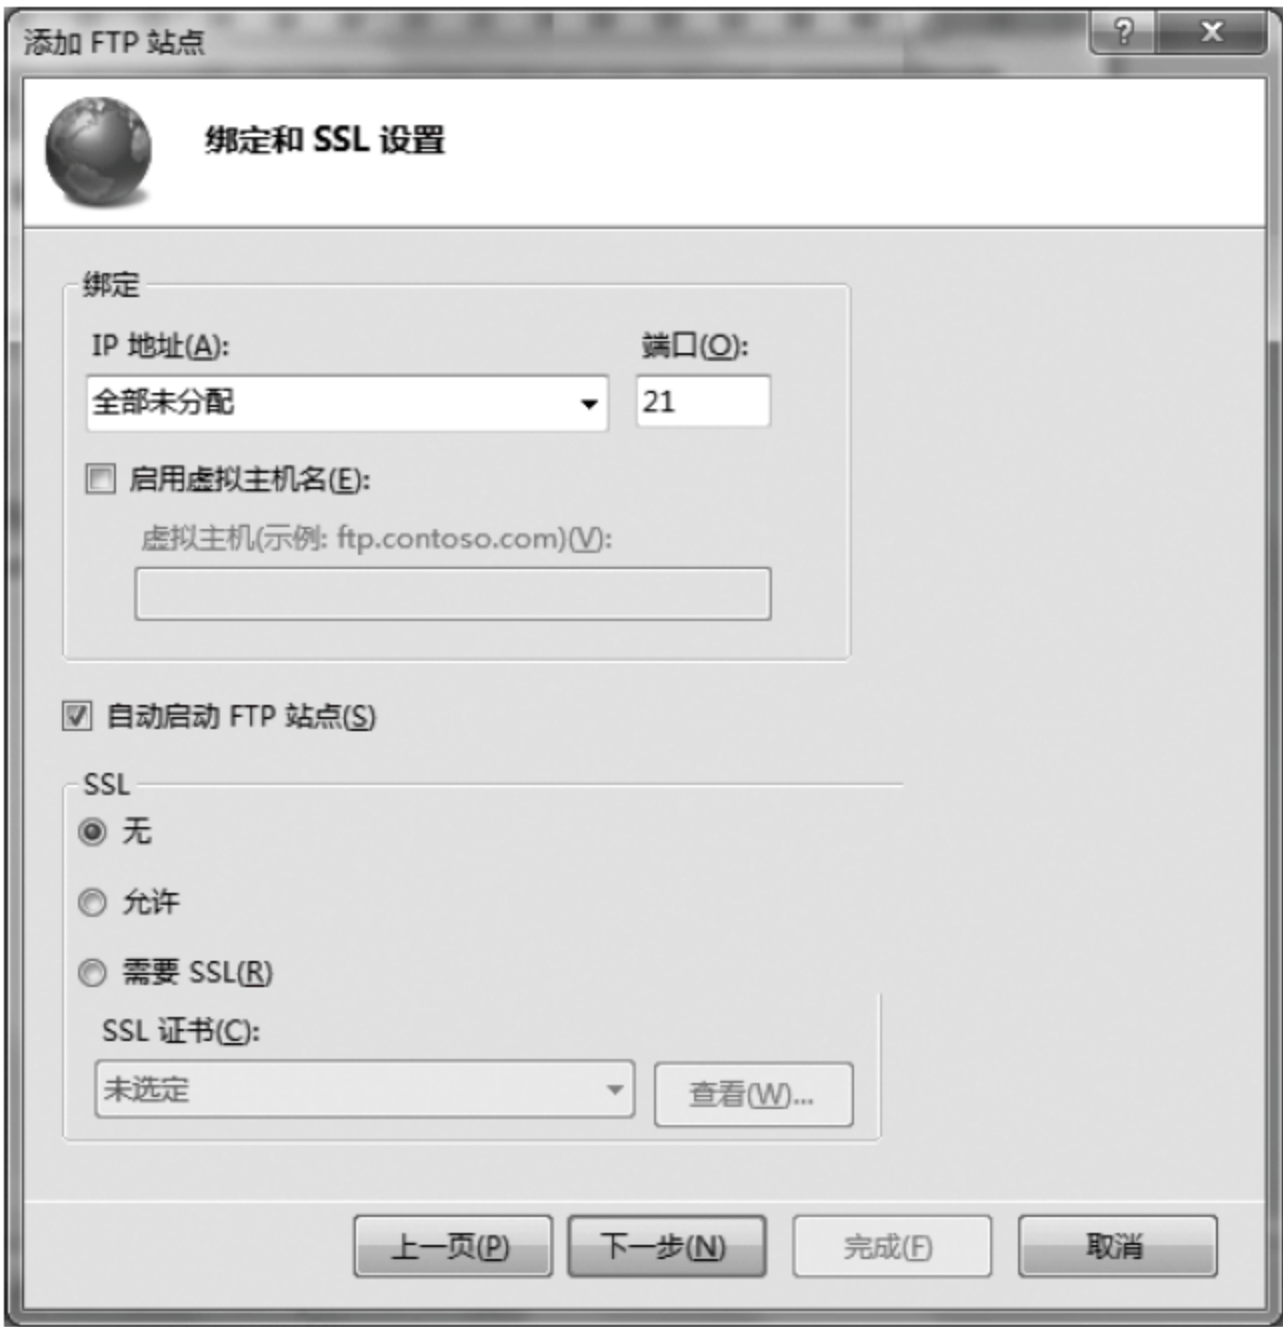 添加 FTP 站点
?
X
绑定和 SSL 设置
绑定
IP 地址(A):
端口(O):
全部未分配
21
启用虚拟主机名(E):
虚拟主机(示例: ftp.contoso.com)(V):
自动启动 FTP 站点(S)
SSL
无
允许
需要 SSL(R)
SSL 证书(C):
未选定
查看(W)...
上一页(P)
下一步(N)
完成(F)
取消